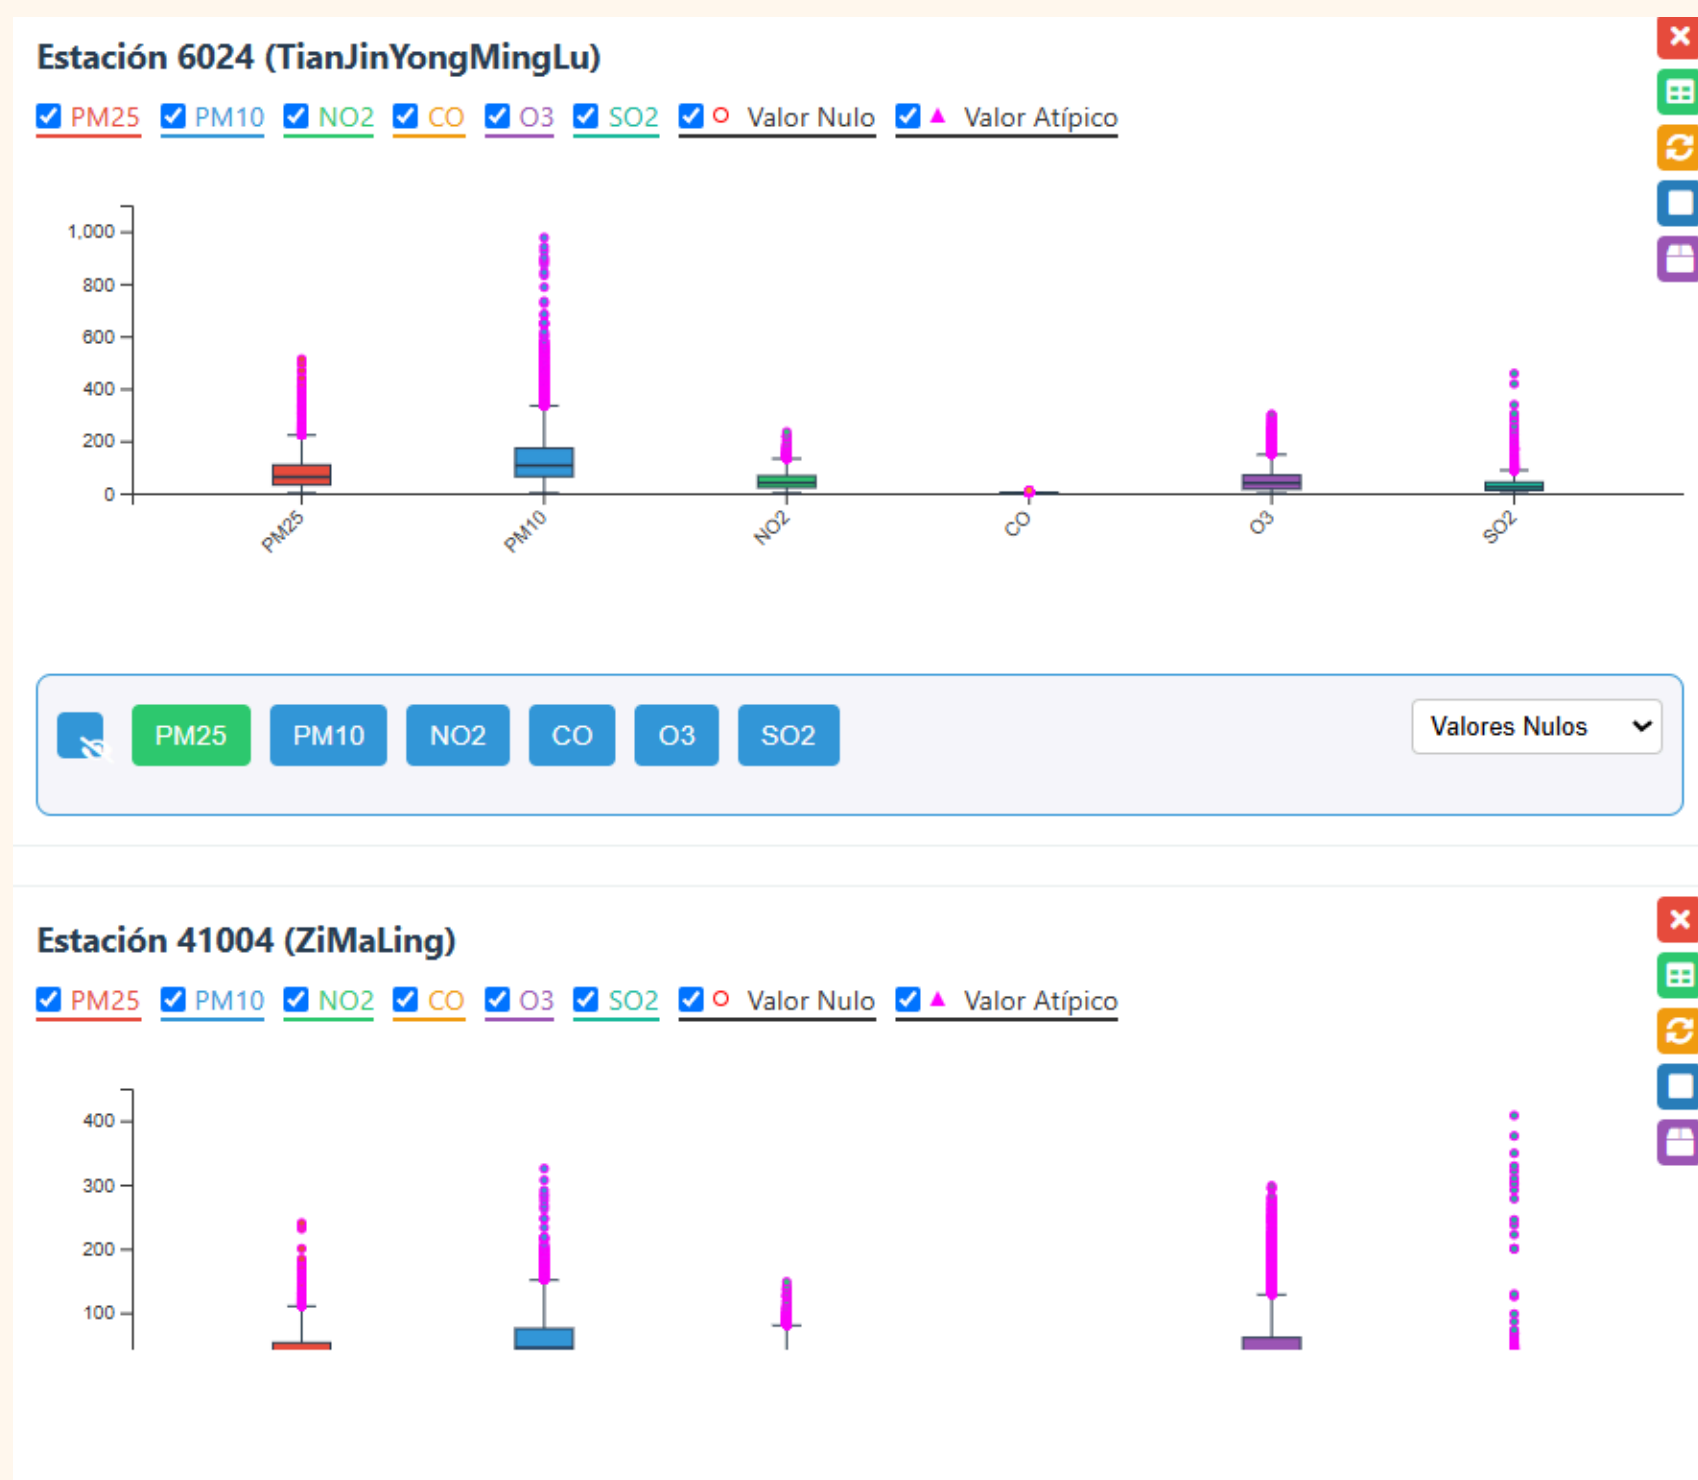 Estación 6024 (TianJinYongMingLu)
PM25 PM10 NO2 CO O3 SO2 Valor Nulo Valor Atípico
1,000
800
600
400
200
0
PM25 PM10 NO2 CO O3 SO2
PM25 PM10 NO2 CO O3 SO2 Valores Nulos
Estación 41004 (ZiMaLing)
PM25 PM10 NO2 CO O3 SO2 Valor Nulo Valor Atípico
400
300
200
100